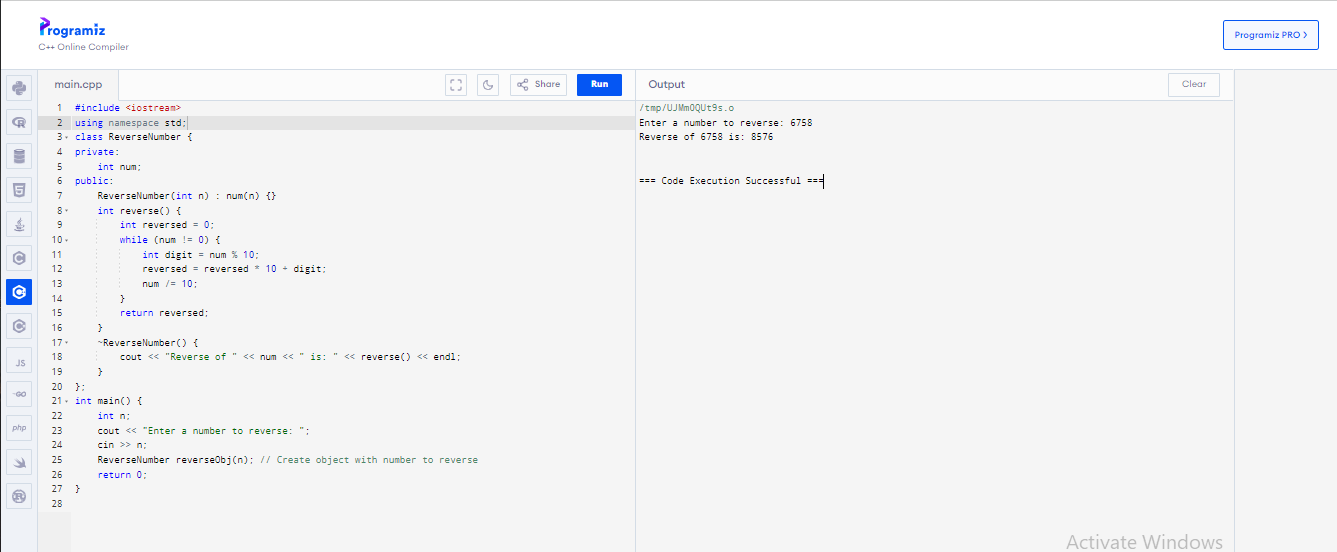 Programiz
C++ Online Compiler
Programiz PRO >
main.cpp
Share
Run
Output
Clear
1 #include <iostream>
2 using namespace std;
3 class ReverseNumber {
4 private:
5 int num;
6 public:
7 ReverseNumber(int n) : num(n) {}
8 int reverse() {
9 int reversed = 0;
10 while (num != 0) {
11 int digit = num % 10;
12 reversed = reversed * 10 + digit;
13 num /= 10;
14 }
15 return reversed;
16 }
17 ~ReverseNumber() {
18 cout << "Reverse of " << num << " is: " << reverse() << endl;
19 }
20 };
21 int main() {
22 int n;
23 cout << "Enter a number to reverse: ";
24 cin >> n;
25 ReverseNumber reverseObj(n); // Create object with number to reverse
26 return 0;
27 }
28
/tmp/UJMmOQUt9s.o
Enter a number to reverse: 6758
Reverse of 6758 is: 8576
=== Code Execution Successful ===
JS
GO
php
Activate Windows